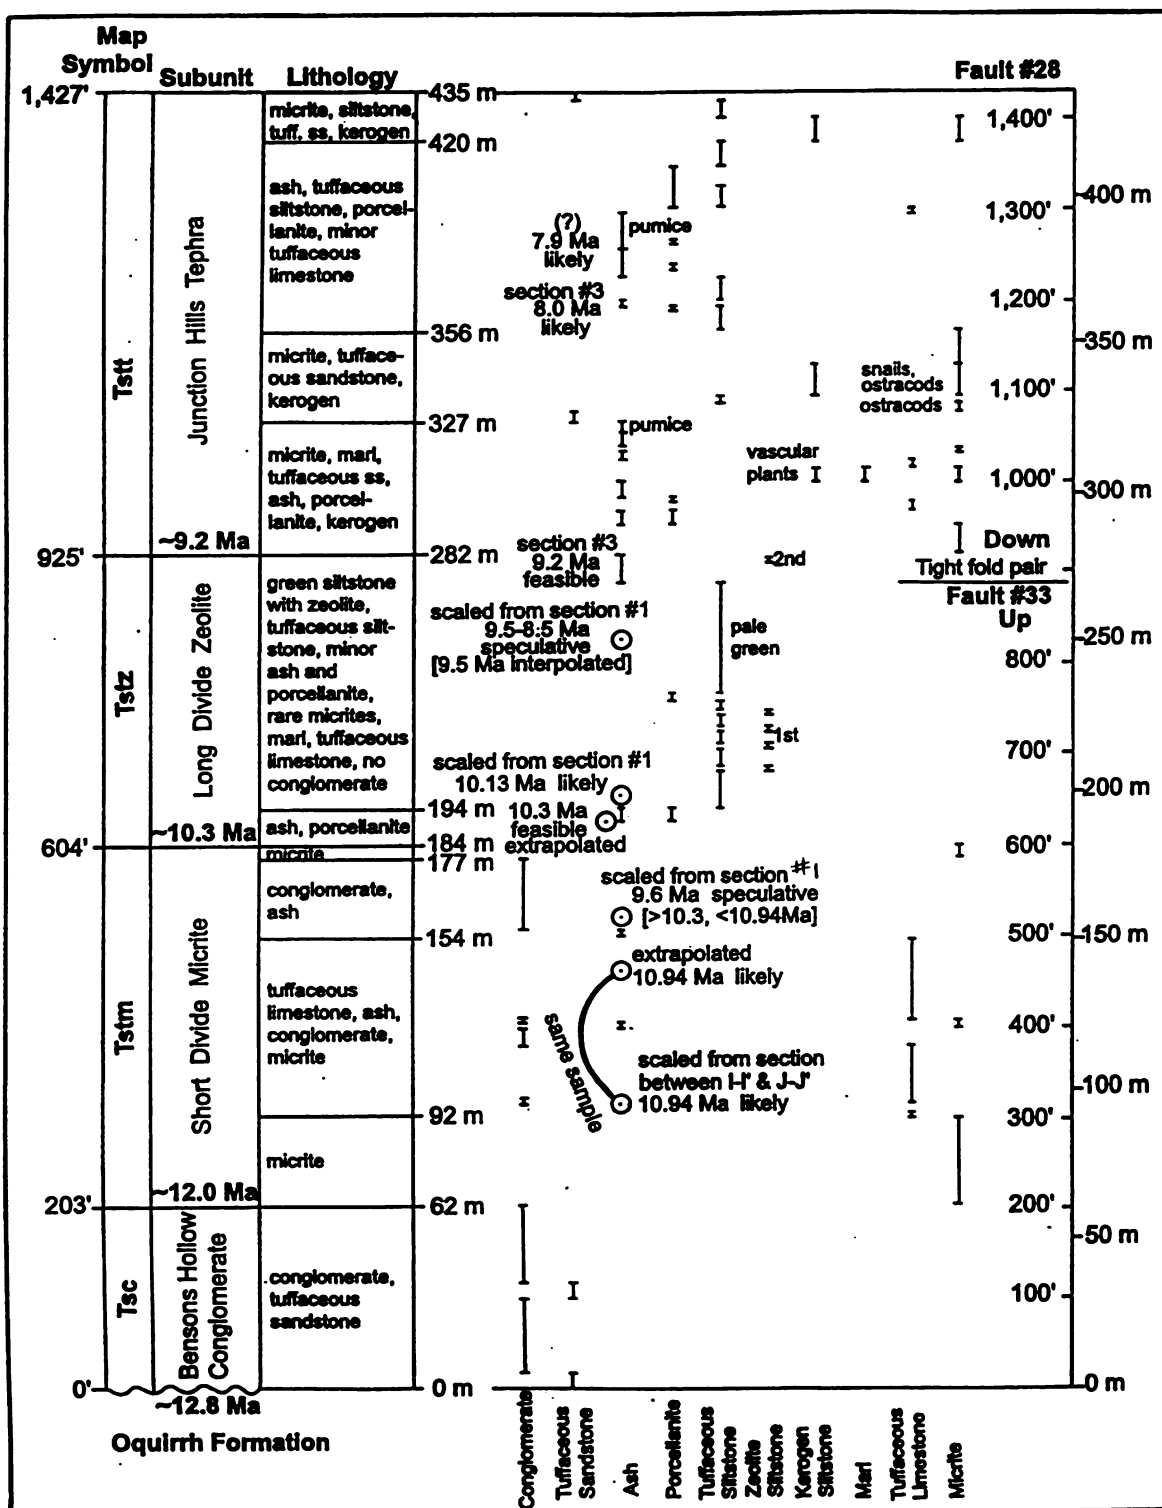 Map
Symbol
Subunit
Lithology
Fault #28
1,427'
435 m
micrite, siltstone,
tuff. ss, kerogen
1,400'
420 m
ash, tuffaceous
siltstone, porcel-
lanite, minor
tuffaceous
limestone
400 m
(?)
7.9 Ma
likely
pumice
1,300'
section #3
8.0 Ma
likely
1,200'
356 m
350 m
Tstt
Junction Hills Tephra
micrite, tufface-
ous sandstone,
kerogen
snails,
ostracods
ostracods
1,100'
327 m
pumice
micrite, marl,
tuffaceous ss,
ash, porcel-
lanite, kerogen
vascular
plants
1,000'
300 m
~9.2 Ma
925'
282 m
section #3
9.2 Ma
feasible
2nd
Down
Tight fold pair
Fault #33
Up
Tstz
Long Divide Zeolite
green siltstone
with zeolite,
tuffaceous silt-
stone, minor
ash and
porcellanite,
rare micrites,
marl, tuffaceous
limestone, no
conglomerate
scaled from section #1
9.5-8:5 Ma
speculative
[9.5 Ma interpolated]
pale
green
250 m
800'
1st
700'
scaled from section #1
10.13 Ma likely
200 m
194 m
10.3 Ma
feasible
extrapolated
~10.3 Ma
ash, porcellanite
604'
184 m
600'
micrite
177 m
conglomerate,
ash
scaled from section #1
9.6 Ma speculative
[>10.3, <10.94Ma]
154 m
500'
150 m
Tstm
Short Divide Micrite
tuffaceous
limestone, ash,
conglomerate,
micrite
extrapolated
10.94 Ma likely
same sample
400'
scaled from section
between I-I' & J-J'
10.94 Ma likely
100 m
92 m
300'
micrite
~12.0 Ma
203'
62 m
200'
50 m
Tsc
Bensons Hollow
Conglomerate
conglomerate,
tuffaceous
sandstone
100'
0'
0 m
0 m
~12.8 Ma
Oquirrh Formation
Conglomerate
Tuffaceous
Sandstone
Ash
Porcellanite
Tuffaceous
Siltstone
Zeolite
Siltstone
Kerogen
Siltstone
Marl
Tuffaceous
Limestone
Micrite